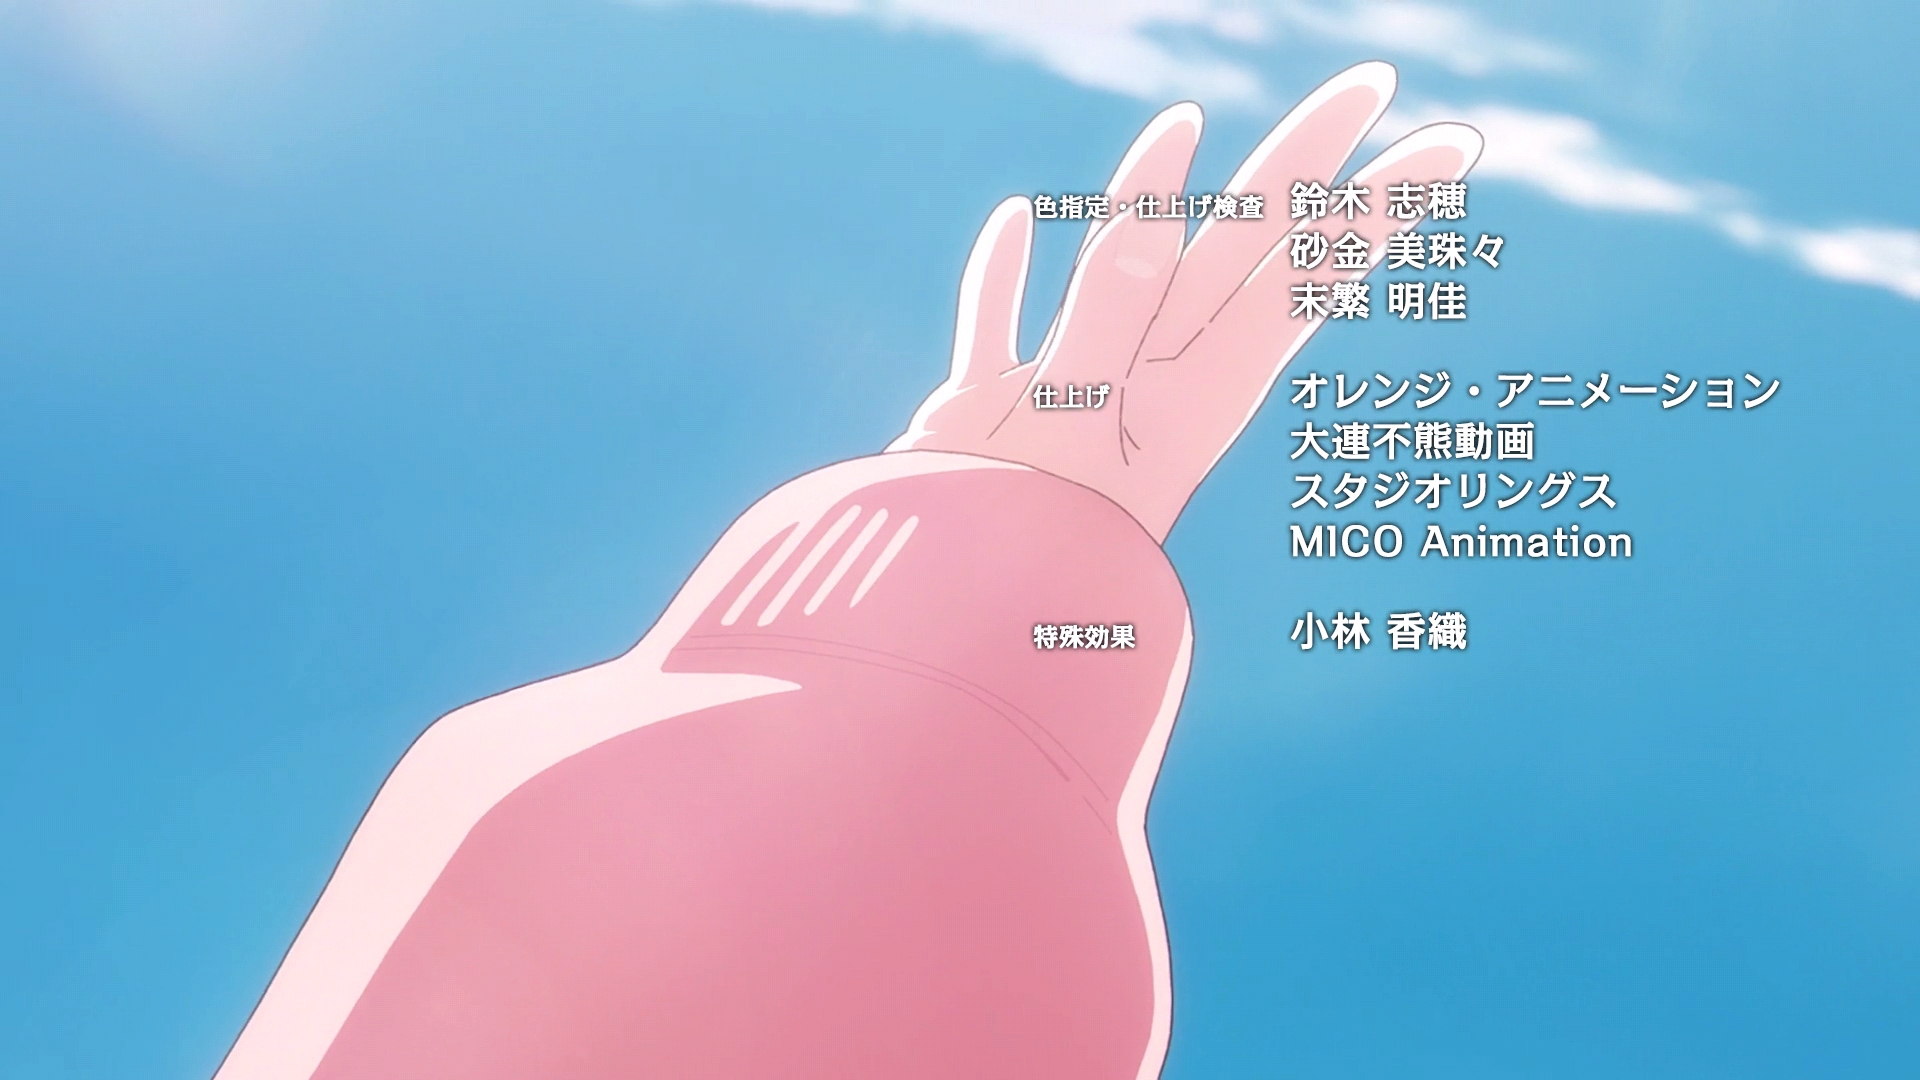 色指定・仕上げ検査 鈴木 志穂
砂金 美珠々
末繁 明佳
仕上げ オレンジ・アニメーション
大連不熊動画
スタジオリングス
MICO Animation
特殊効果 小林 香織